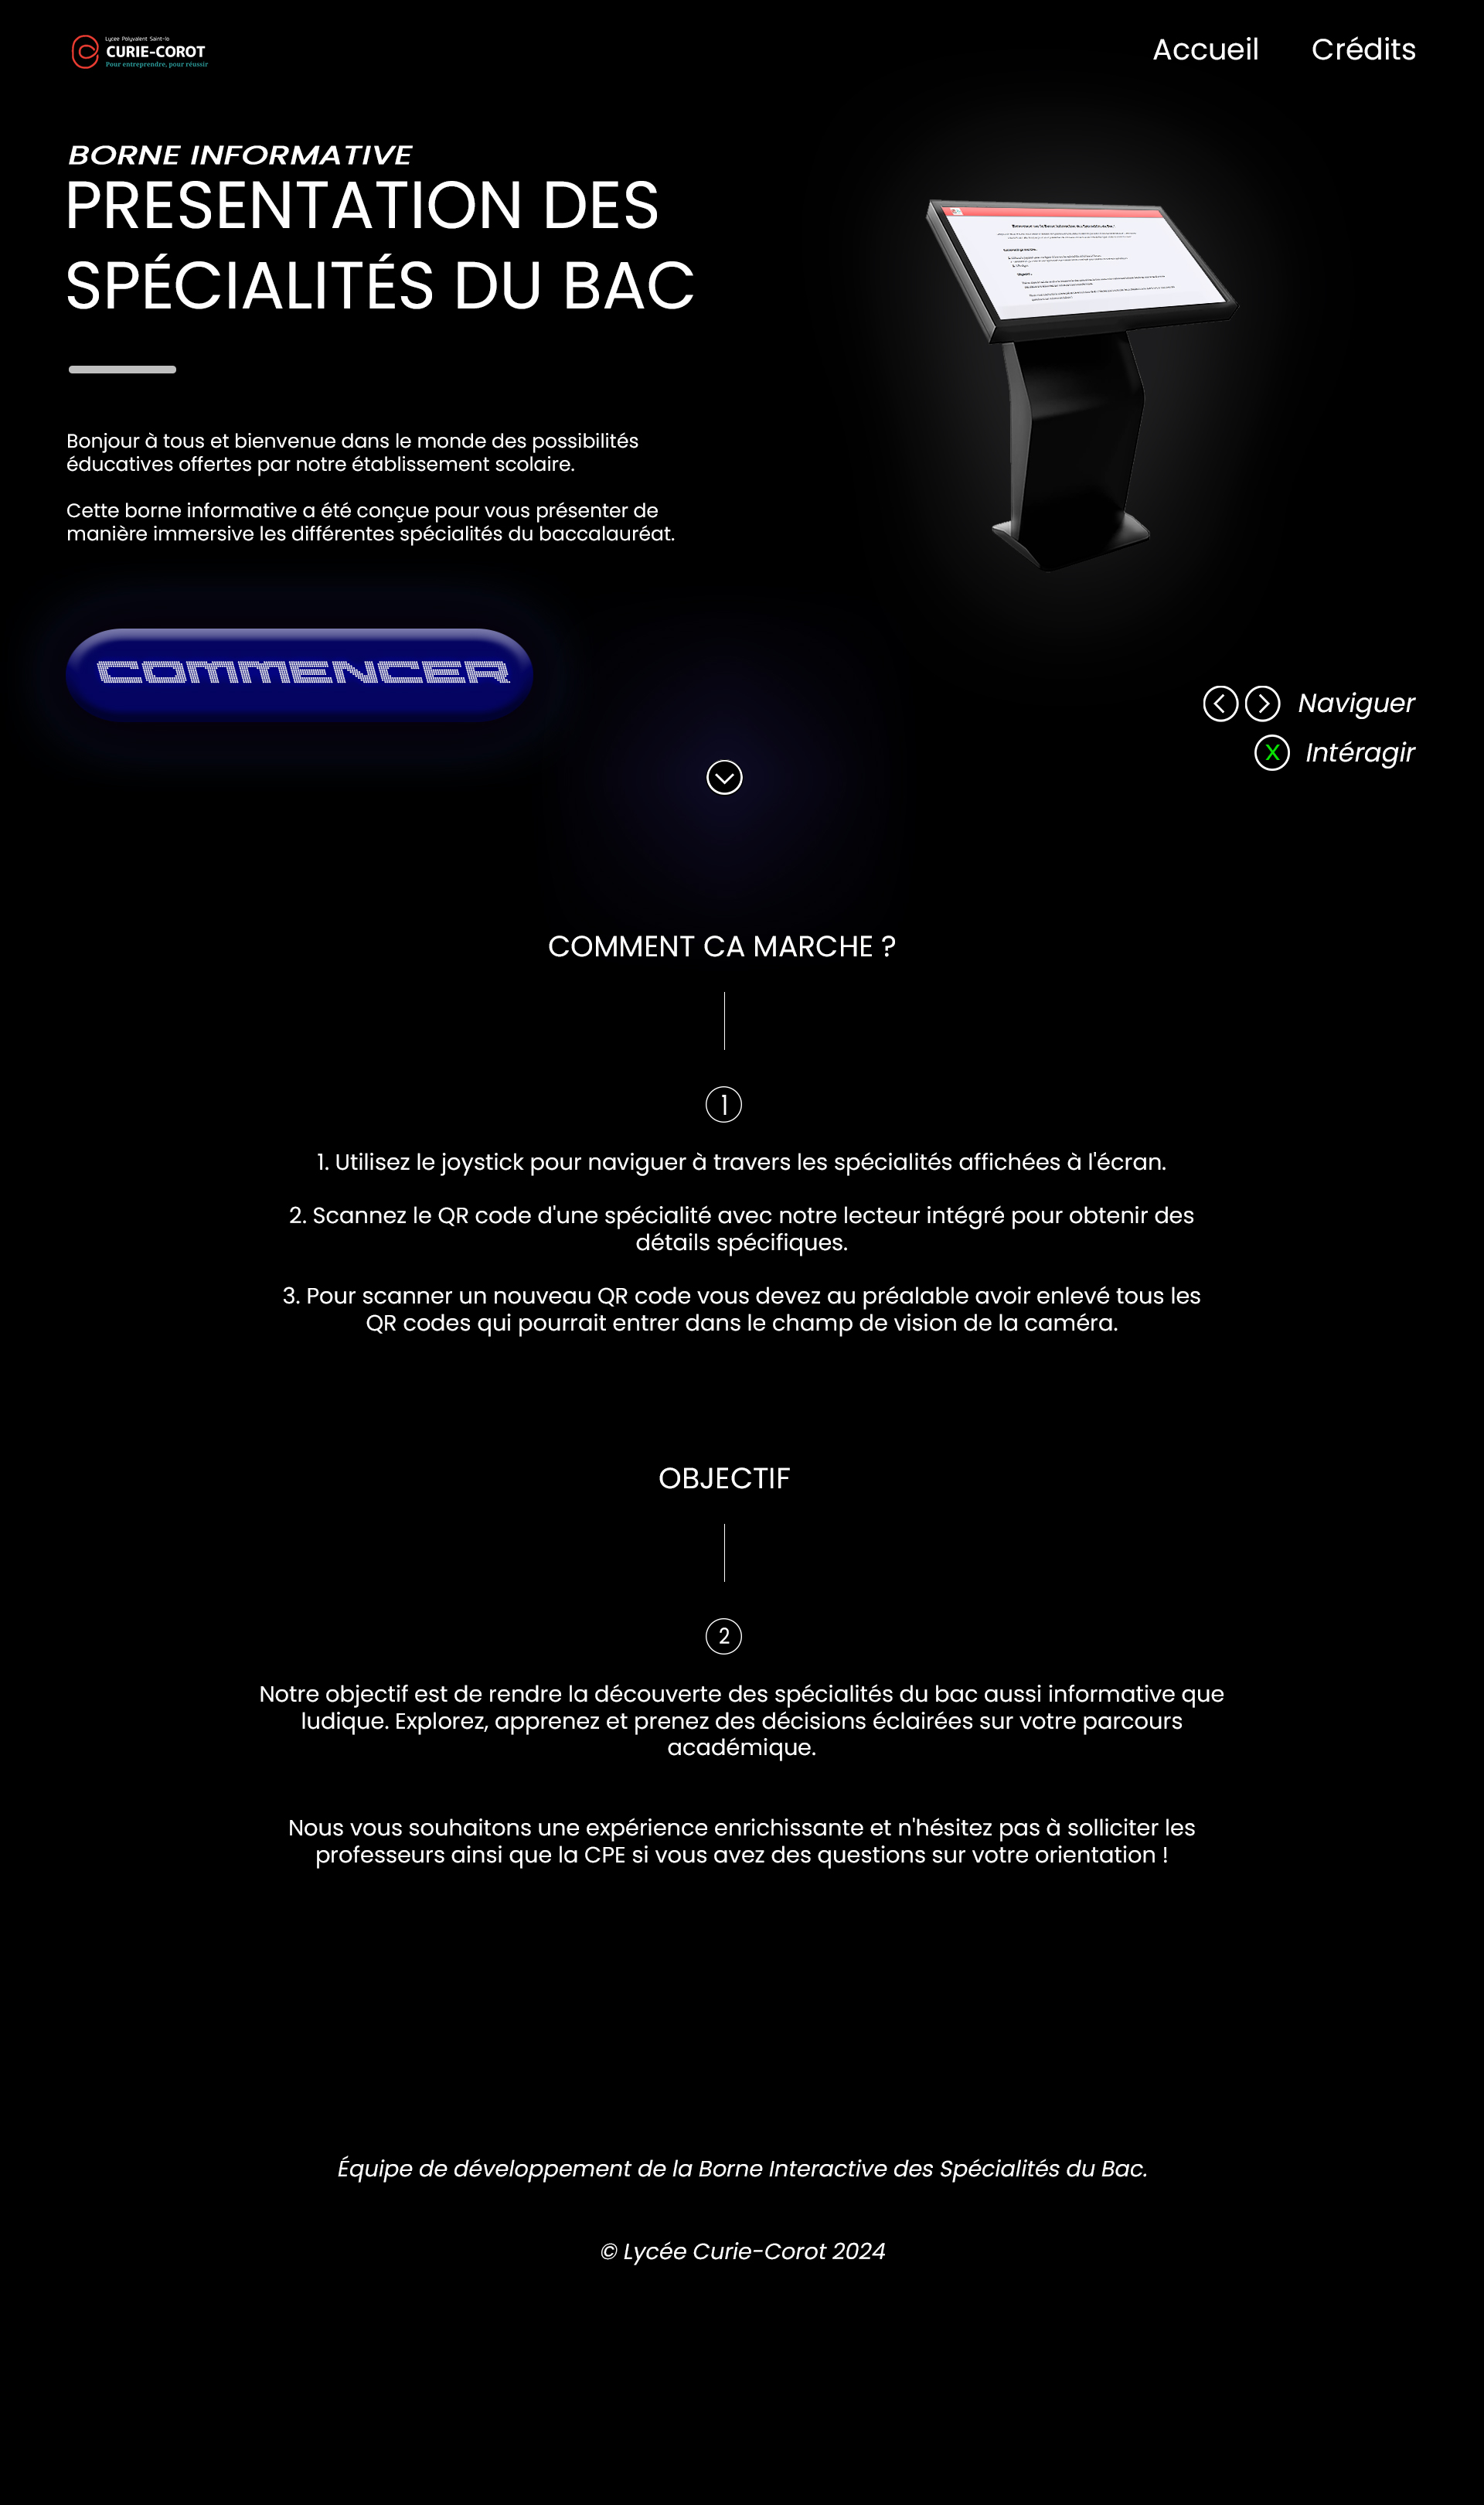 Lycée Polyvalent Saint-lo
CURIE-COROT
Pour entreprendre, pour réussir
Accueil
Crédits
BORNE INFORMATIVE
PRESENTATION DES
SPÉCIALITÉS DU BAC
Bonjour à tous et bienvenue dans le monde des possibilités
éducatives offertes par notre établissement scolaire.
Cette borne informative a été conçue pour vous présenter de
manière immersive les différentes spécialités du baccalauréat.
COMMENCER
Naviguer
X Intéragir
COMMENT CA MARCHE ?
1
1. Utilisez le joystick pour naviguer à travers les spécialités affichées à l'écran.
2. Scannez le QR code d'une spécialité avec notre lecteur intégré pour obtenir des
détails spécifiques.
3. Pour scanner un nouveau QR code vous devez au préalable avoir enlevé tous les
QR codes qui pourrait entrer dans le champ de vision de la caméra.
OBJECTIF
2
Notre objectif est de rendre la découverte des spécialités du bac aussi informative que
ludique. Explorez, apprenez et prenez des décisions éclairées sur votre parcours
académique.
Nous vous souhaitons une expérience enrichissante et n'hésitez pas à solliciter les
professeurs ainsi que la CPE si vous avez des questions sur votre orientation !
Équipe de développement de la Borne Interactive des Spécialités du Bac.
© Lycée Curie-Corot 2024